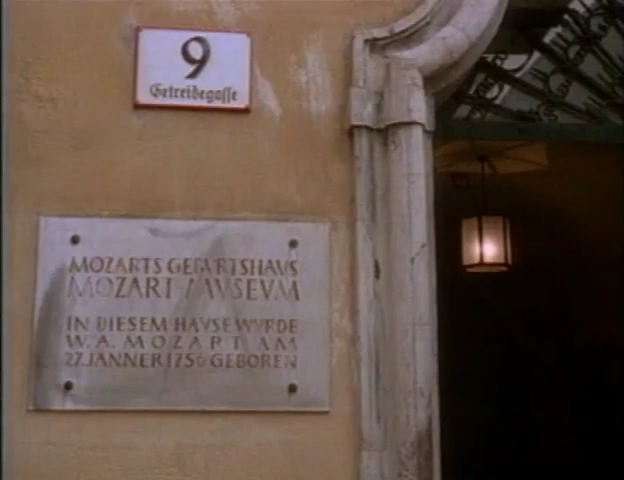 9
Getreidegasse
MOZARTS GEBVRTSHAVS
MOZART MVSEVM
IN DIESEM HAVSE WVRDE
W. A. MOZART AM
27. JANNER 1756 GEBOREN